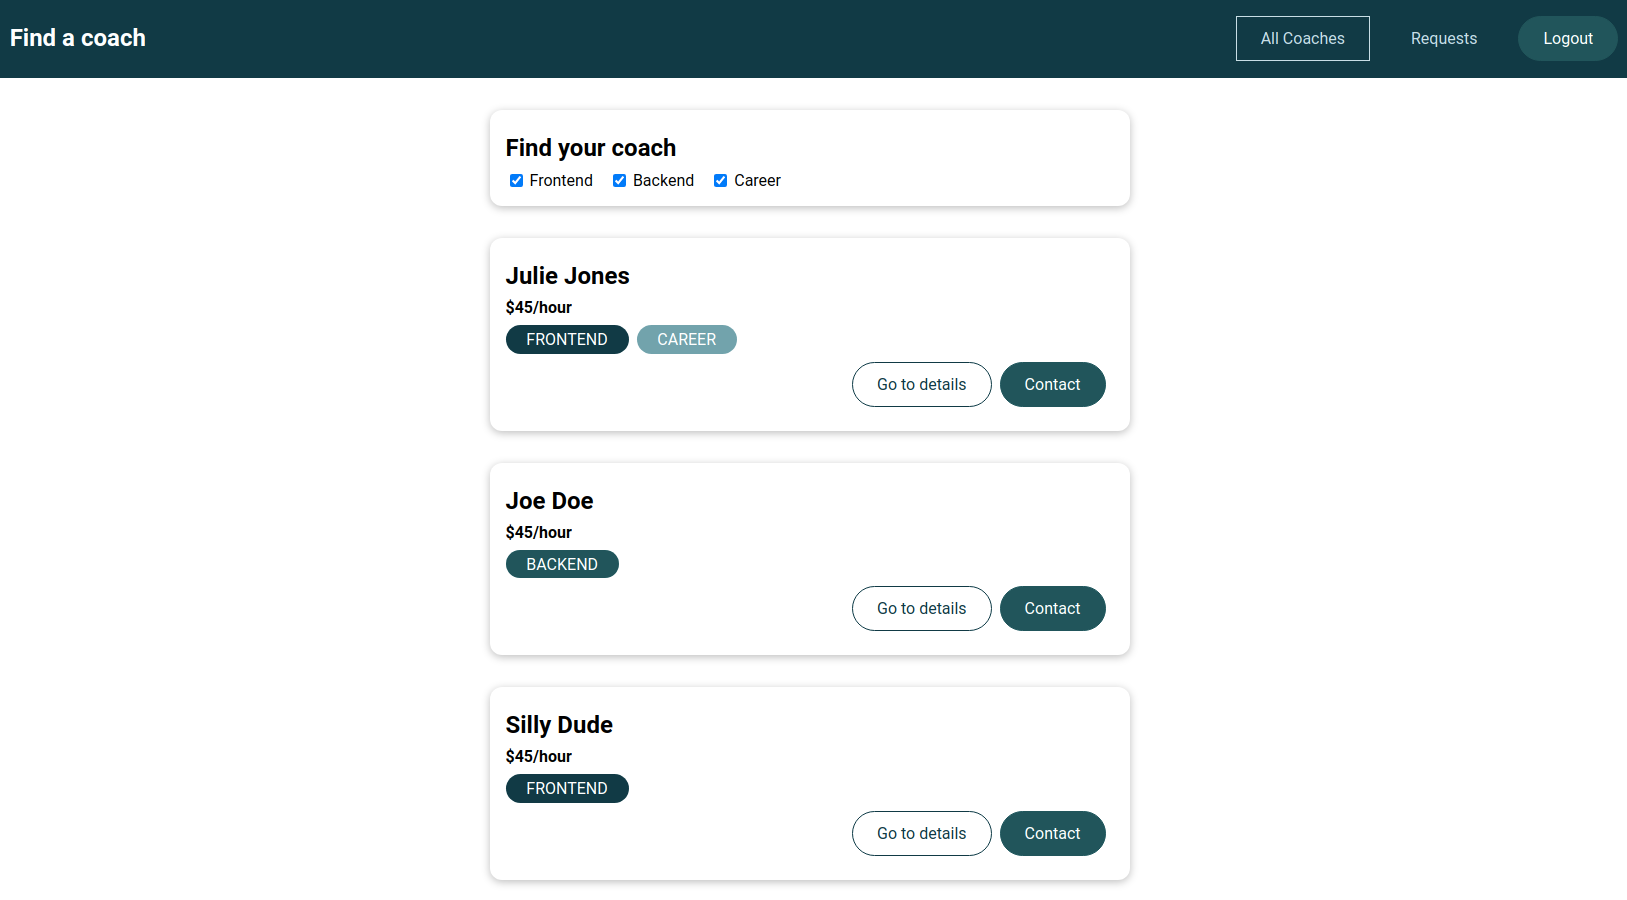 Find a coach
All Coaches
Requests
Logout
Find your coach
Frontend Backend Career
Julie Jones
$45/hour
FRONTEND CAREER
Go to details Contact
Joe Doe
$45/hour
BACKEND
Go to details Contact
Silly Dude
$45/hour
FRONTEND
Go to details Contact